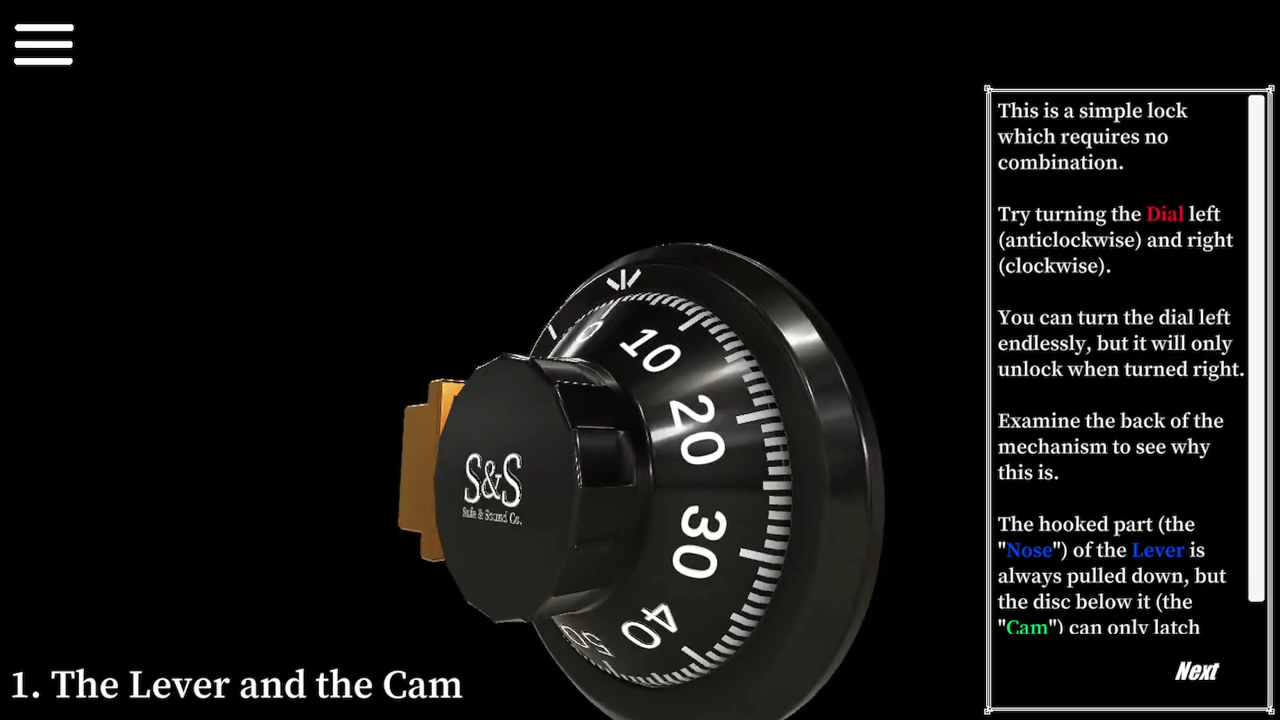 This is a simple lock
which requires no
combination.
Try turning the Dial left
(anticlockwise) and right
(clockwise).
You can turn the dial left
endlessly, but it will only
unlock when turned right.
Examine the back of the
mechanism to see why
this is.
The hooked part (the
"Nose") of the Lever is
always pulled down, but
the disc below it (the
"Cam") can only latch
Next
0
10
20
30
40
50
S&S
Safe & Sound Co.
1. The Lever and the Cam